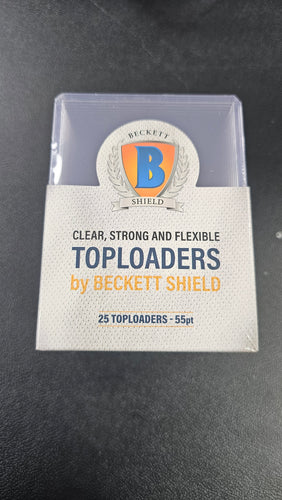 BECKETT
B
SHIELD
CLEAR, STRONG AND FLEXIBLE
TOPLOADERS
by BECKETT SHIELD
25 TOPLOADERS - 55pt